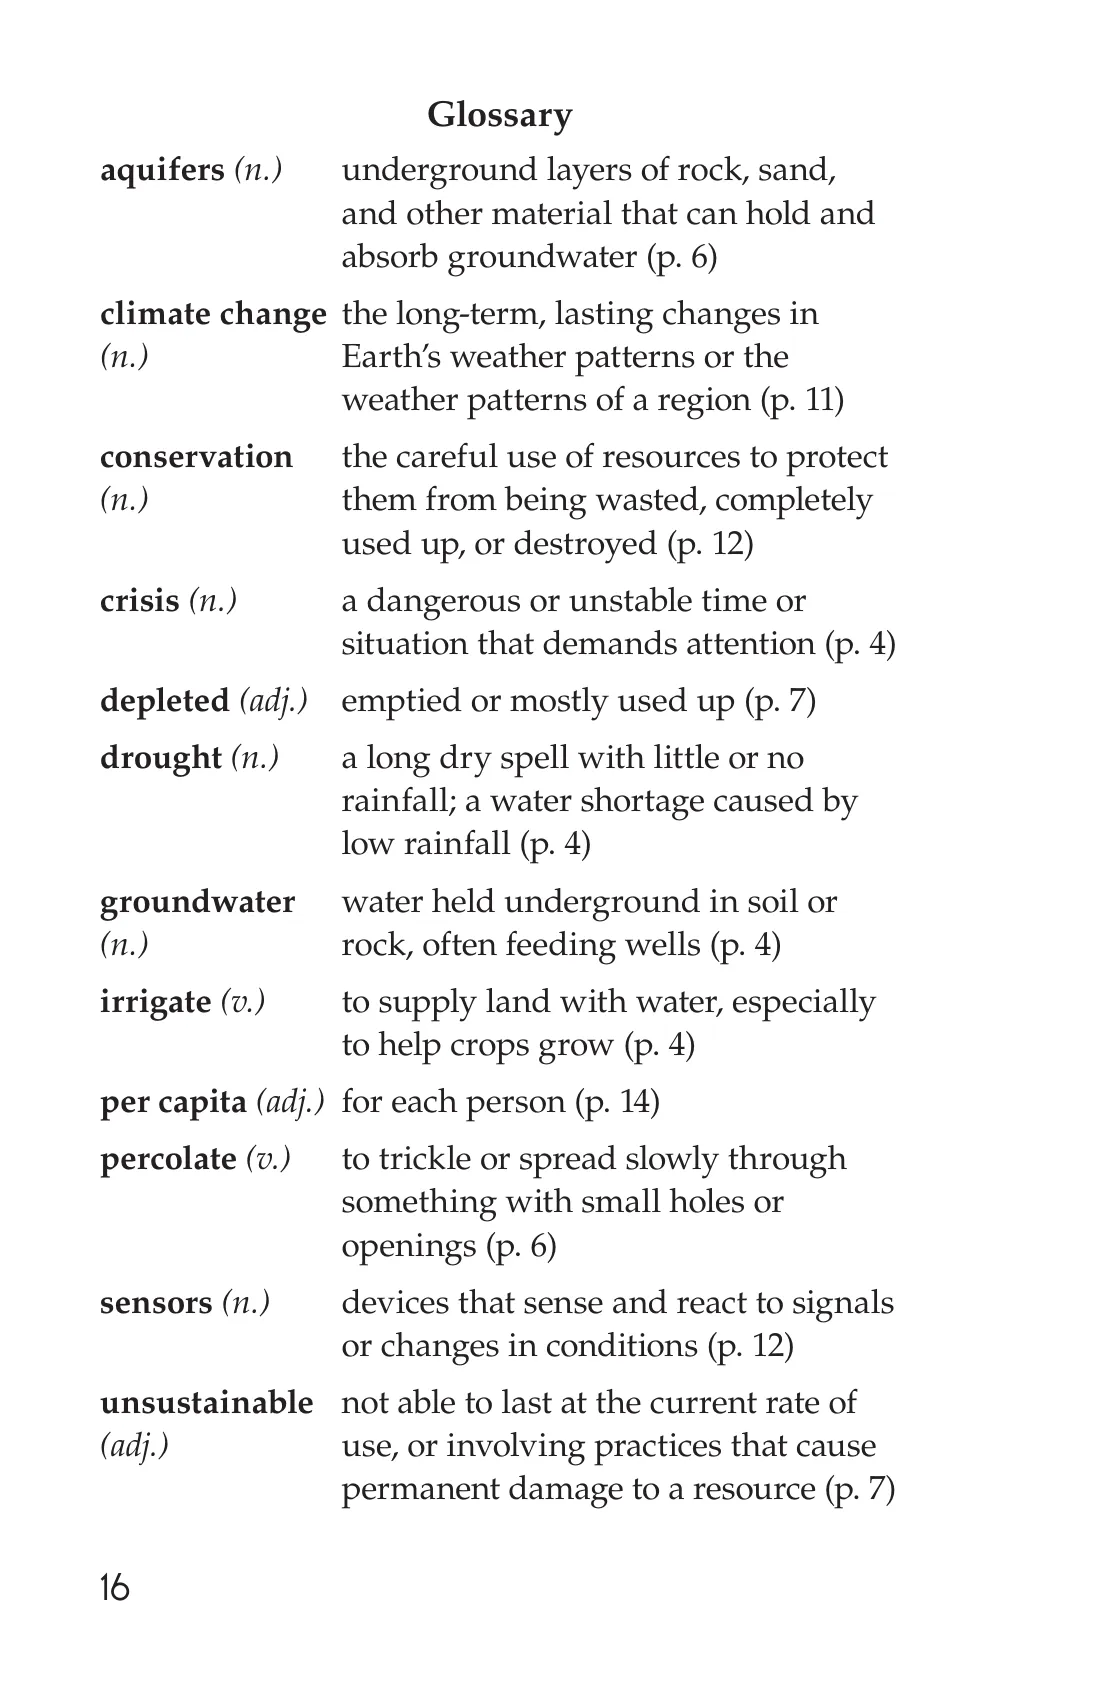 Glossary
aquifers (n.) underground layers of rock, sand,
and other material that can hold and
absorb groundwater (p. 6)
climate change the long-term, lasting changes in
(n.) Earth’s weather patterns or the
weather patterns of a region (p. 11)
conservation the careful use of resources to protect
(n.) them from being wasted, completely
used up, or destroyed (p. 12)
crisis (n.) a dangerous or unstable time or
situation that demands attention (p. 4)
depleted (adj.) emptied or mostly used up (p. 7)
drought (n.) a long dry spell with little or no
rainfall; a water shortage caused by
low rainfall (p. 4)
groundwater water held underground in soil or
(n.) rock, often feeding wells (p. 4)
irrigate (v.) to supply land with water, especially
to help crops grow (p. 4)
per capita (adj.) for each person (p. 14)
percolate (v.) to trickle or spread slowly through
something with small holes or
openings (p. 6)
sensors (n.) devices that sense and react to signals
or changes in conditions (p. 12)
unsustainable not able to last at the current rate of
(adj.) use, or involving practices that cause
permanent damage to a resource (p. 7)
16